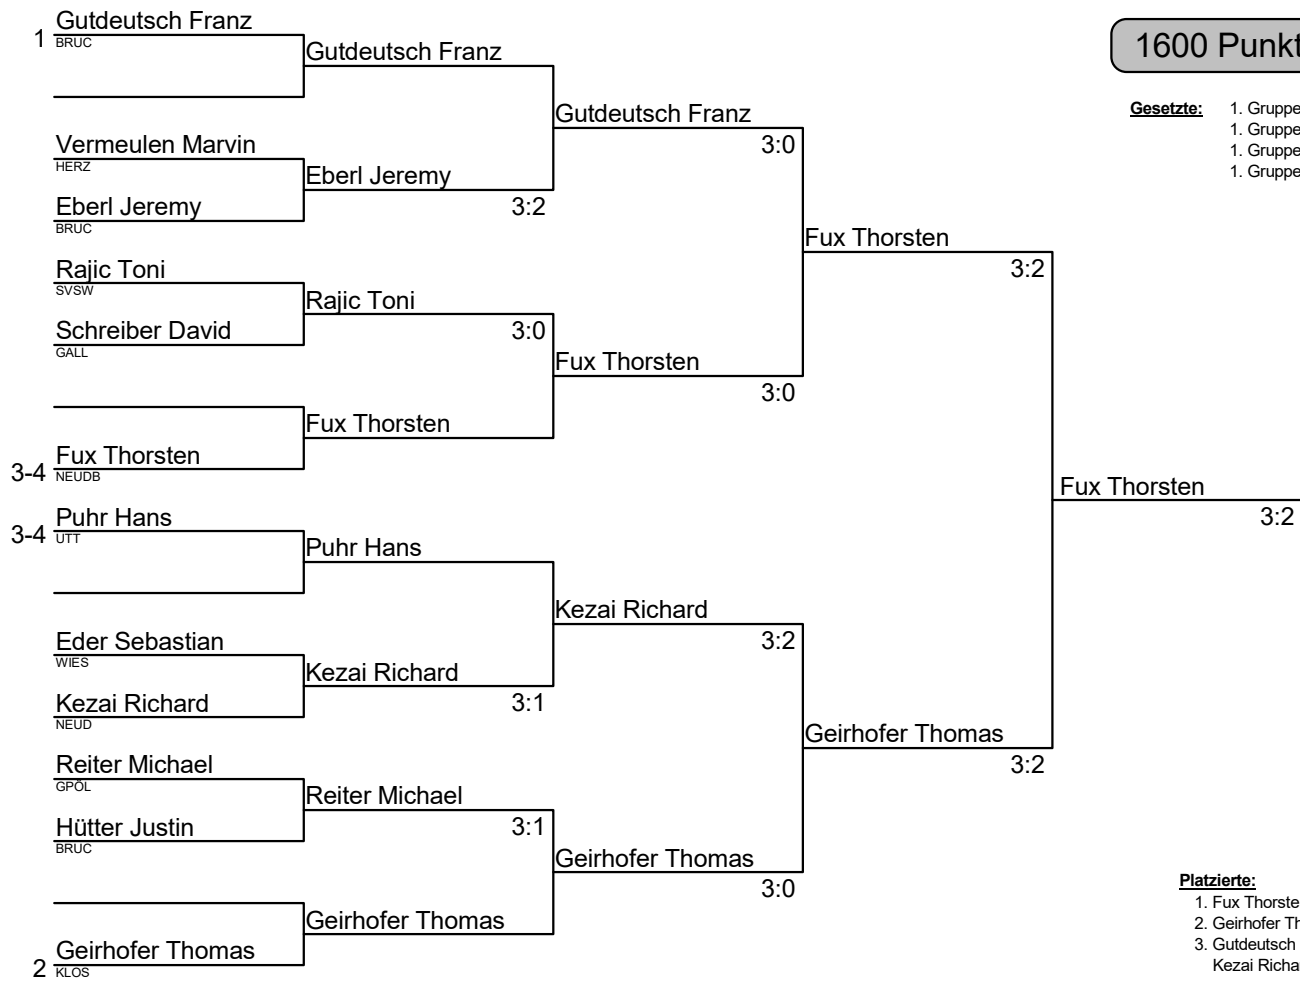 Gutdeutsch Franz
1 BRUC
Gutdeutsch Franz
1600 Punkt
Gesetzte: 1. Gruppe
1. Gruppe
1. Gruppe
1. Gruppe
Gutdeutsch Franz
3:0
Vermeulen Marvin
HERZ
Eberl Jeremy
3:2
Eberl Jeremy
BRUC
Fux Thorsten
3:2
Rajic Toni
SVSW
Rajic Toni
3:0
Schreiber David
GALL
Fux Thorsten
3:0
Fux Thorsten
Fux Thorsten
3-4 NEUDB
Fux Thorsten
3:2
Puhr Hans
3-4 UTT
Puhr Hans
Kezai Richard
3:2
Eder Sebastian
WIES
Kezai Richard
3:1
Kezai Richard
NEUD
Geirhofer Thomas
3:2
Reiter Michael
GPÖL
Reiter Michael
3:1
Hütter Justin
BRUC
Geirhofer Thomas
3:0
Geirhofer Thomas
Geirhofer Thomas
2 KLOS
Platzierte:
1. Fux Thorste
2. Geirhofer Th
3. Gutdeutsch
Kezai Richa